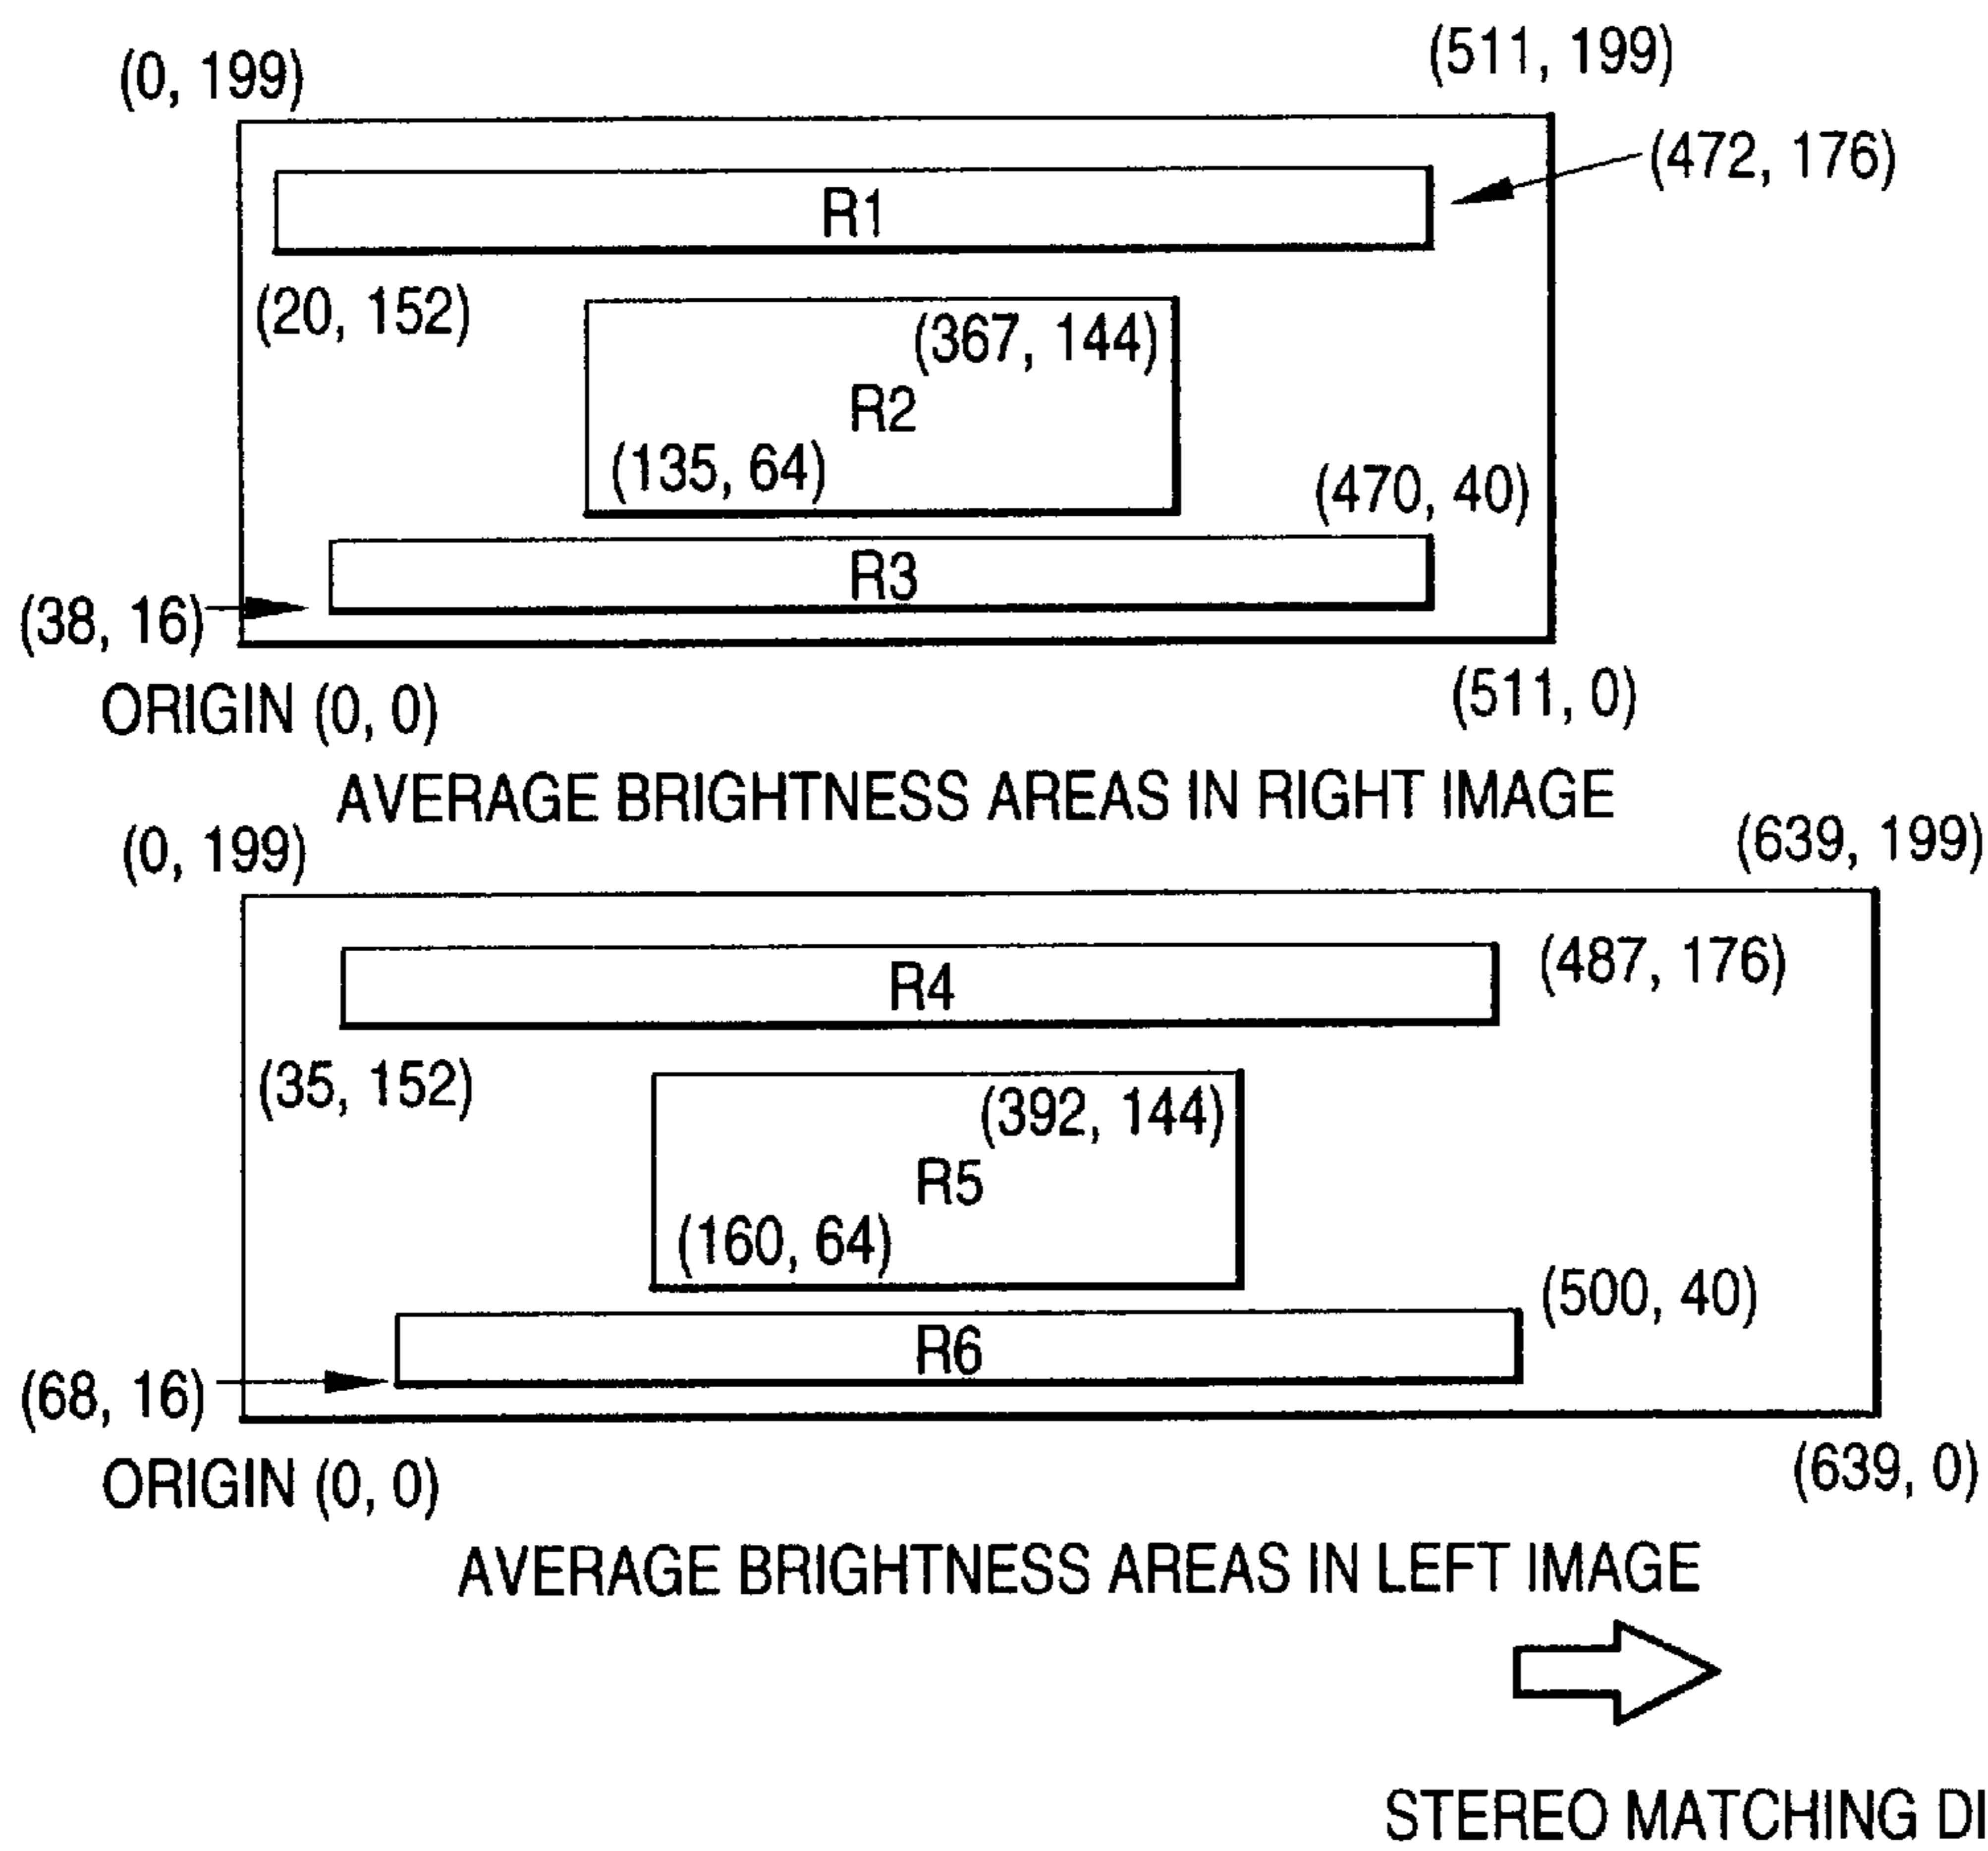 (0, 199)
(511, 199)
(472, 176)
R1
(20, 152)
(367, 144)
R2
(135, 64)
(470, 40)
R3
(38, 16)
ORIGIN (0, 0)
(511, 0)
AVERAGE BRIGHTNESS AREAS IN RIGHT IMAGE
(0, 199)
(639, 199)
(487, 176)
R4
(35, 152)
(392, 144)
R5
(160, 64)
(500, 40)
R6
(68, 16)
ORIGIN (0, 0)
(639, 0)
AVERAGE BRIGHTNESS AREAS IN LEFT IMAGE
STEREO MATCHING DI